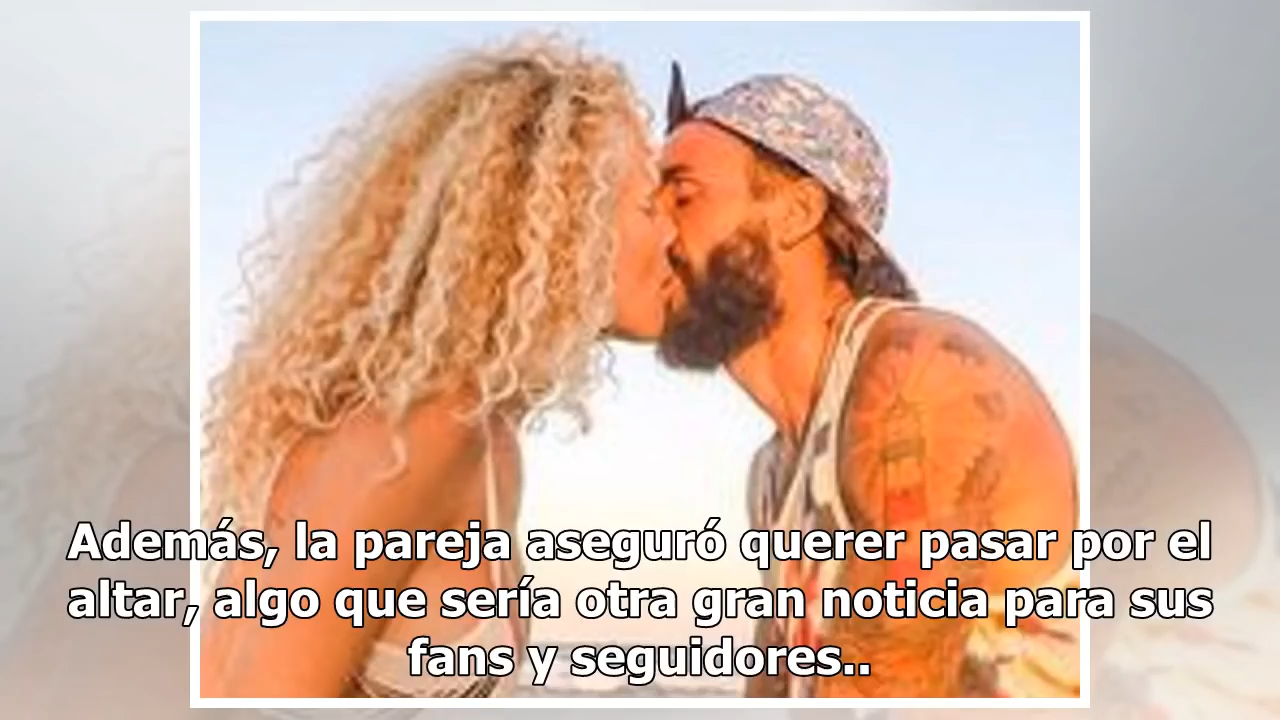 Además, la pareja aseguró querer pasar por el
altar, algo que sería otra gran noticia para sus
fans y seguidores..